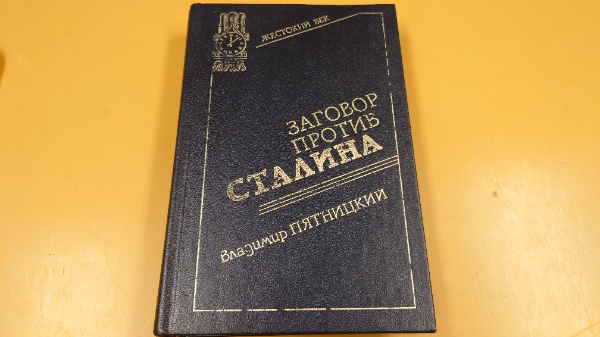 ЖЕСТОКИЙ ВЕК
ЗАГОВОР
ПРОТИВ
СТАЛИНА
Владимир ПЯТНИЦКИЙ